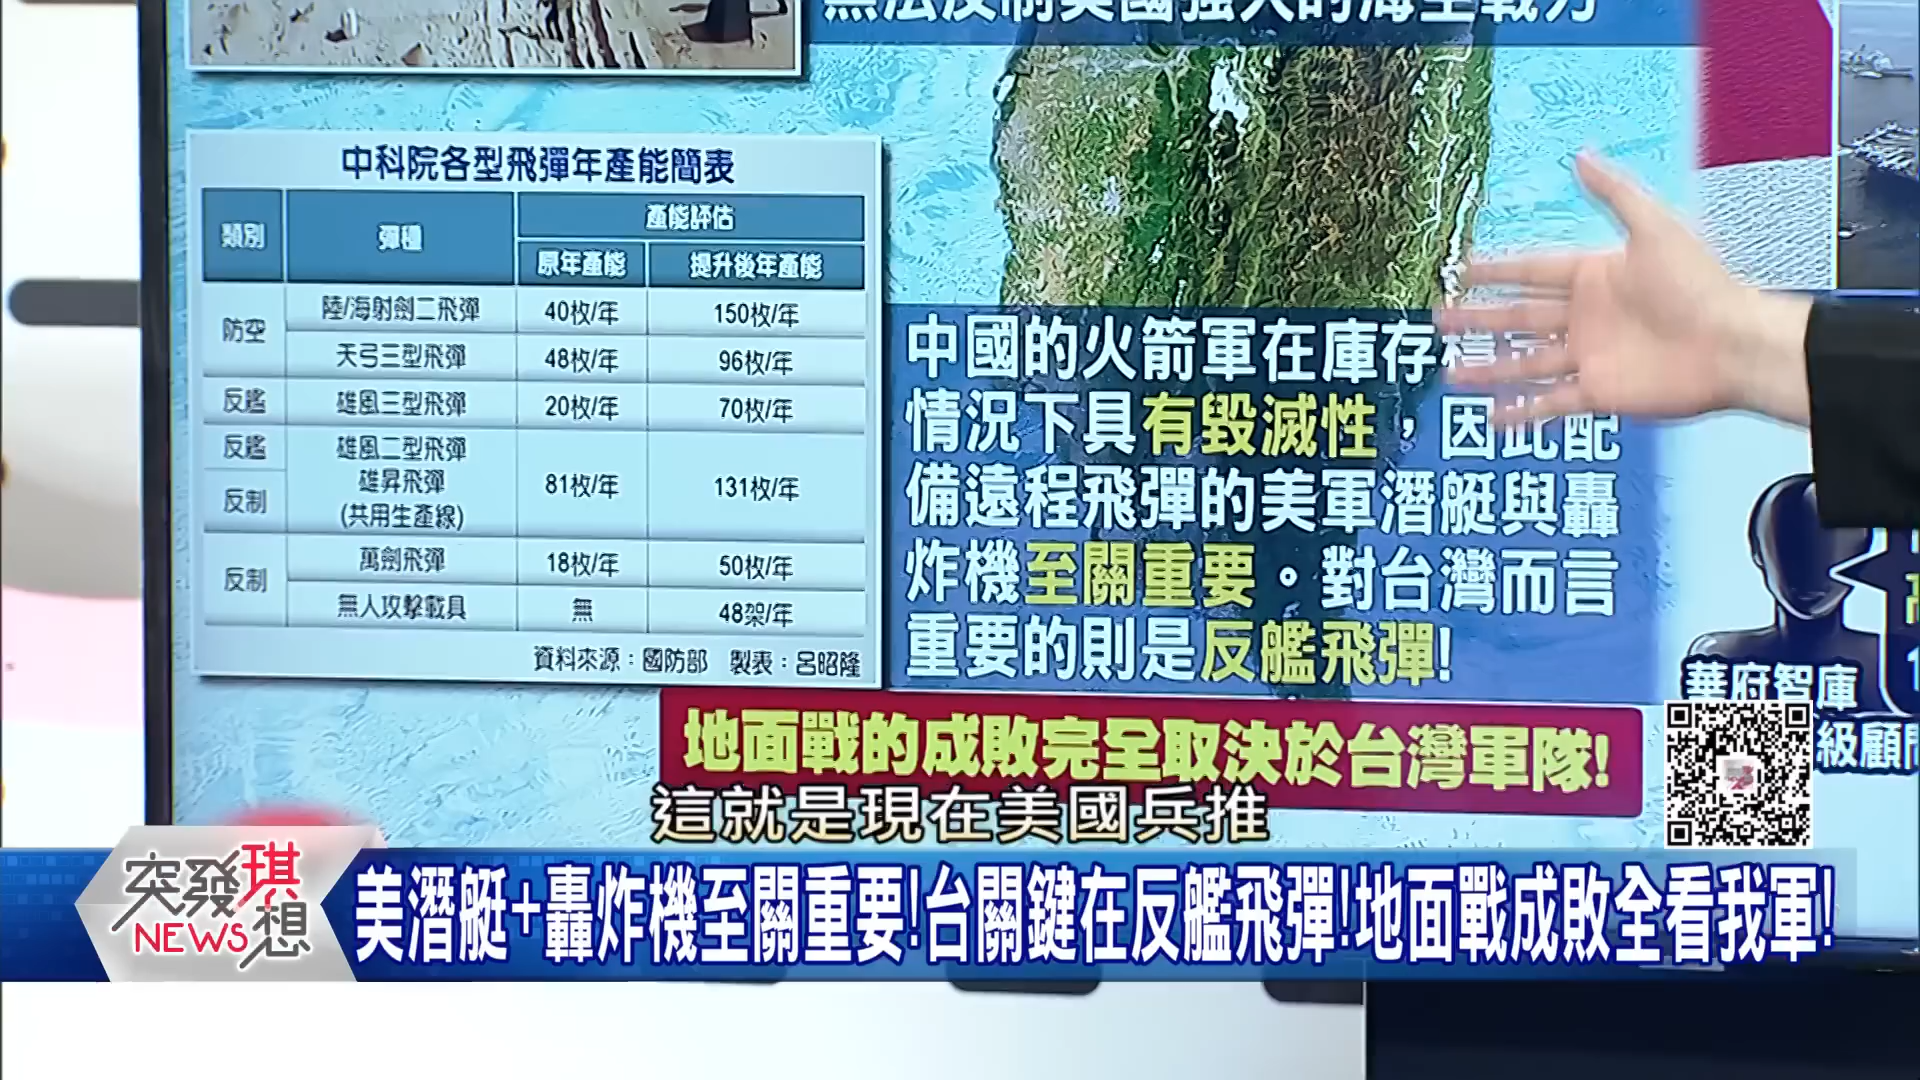 無法反制美國強大的海空戰力
中科院各型飛彈年產能簡表
類別 彈種 產能評估
原年產能 提升後年產能
防空 陸/海射劍二飛彈 40枚/年 150枚/年
天弓三型飛彈 48枚/年 96枚/年
反艦 雄風三型飛彈 20枚/年 70枚/年
反艦 雄風二型飛彈
雄昇飛彈 81枚/年 131枚/年
反制 (共用生產線)
反制 萬劍飛彈 18枚/年 50枚/年
無人攻擊載具 無 48架/年
資料來源：國防部 製表：呂昭隆
中國的火箭軍在庫存
情況下具有毀滅性，因此配
備遠程飛彈的美軍潛艇與轟
炸機至關重要。對台灣而言
重要的則是反艦飛彈!
地面戰的成敗完全取決於台灣軍隊!
華府智庫
級顧問
這就是現在美國兵推
突發琪想
NEWS
美潛艇+轟炸機至關重要!台關鍵在反艦飛彈!地面戰成敗全看我軍!